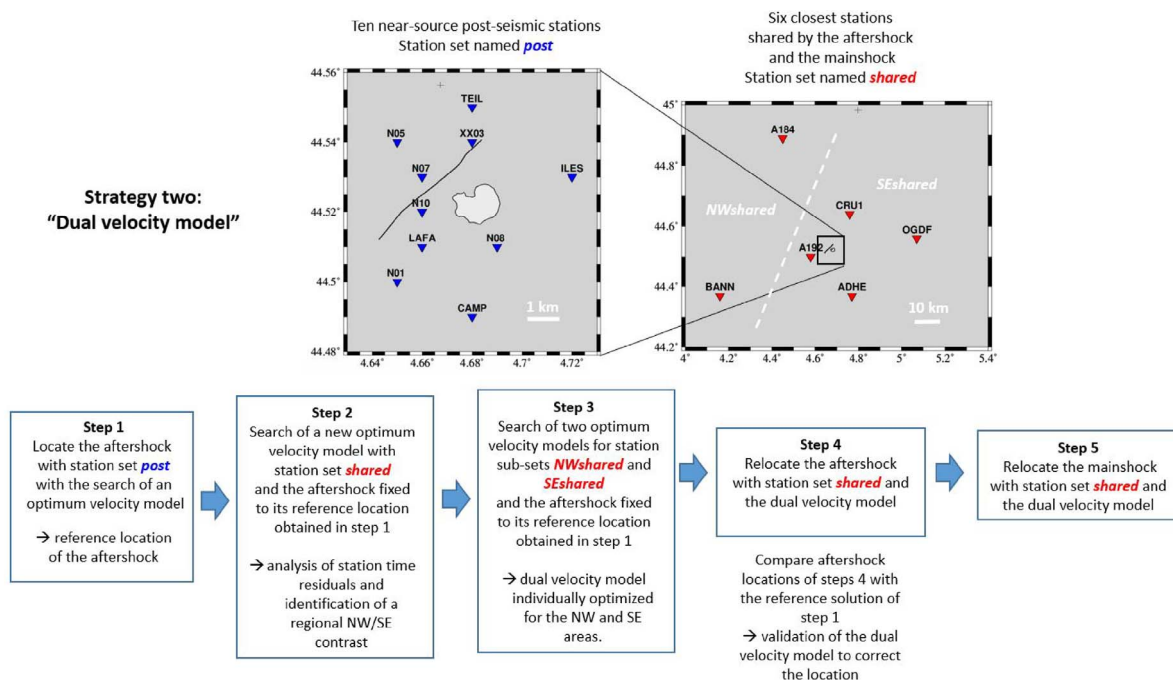 Ten near-source post-seismic stations
Station set named post
Six closest stations
shared by the aftershock
and the mainshock
Station set named shared
Strategy two:
“Dual velocity model”
44.56°
44.54°
44.52°
44.5°
44.48°
4.64°
4.66°
4.68°
4.7°
4.72°
TEIL
N05
XX03
N07
ILES
N10
LAFA
N08
N01
CAMP
1 km
45°
44.8°
44.6°
44.4°
44.2°
4°
4.2°
4.4°
4.6°
4.8°
5°
5.2°
5.4°
A184
SEshared
NWshared
CRU1
OGDF
A192
BANN
ADHE
10 km
Step 1
Locate the aftershock
with station set post
with the search of an
optimum velocity model
→ reference location
of the aftershock
Step 2
Search of a new optimum
velocity model with
station set shared
and the aftershock fixed
to its reference location
obtained in step 1
→ analysis of station time
residuals and
identification of a
regional NW/SE
contrast
Step 3
Search of two optimum
velocity models for station
sub-sets NWshared and
SEshared
and the aftershock fixed
to its reference location
obtained in step 1
→ dual velocity model
individually optimized
for the NW and SE
areas.
Step 4
Relocate the aftershock
with station set shared and
the dual velocity model
Compare aftershock
locations of steps 4 with
the reference solution of
step 1
→ validation of the dual
velocity model to correct
the location
Step 5
Relocate the mainshock
with station set shared and
the dual velocity model